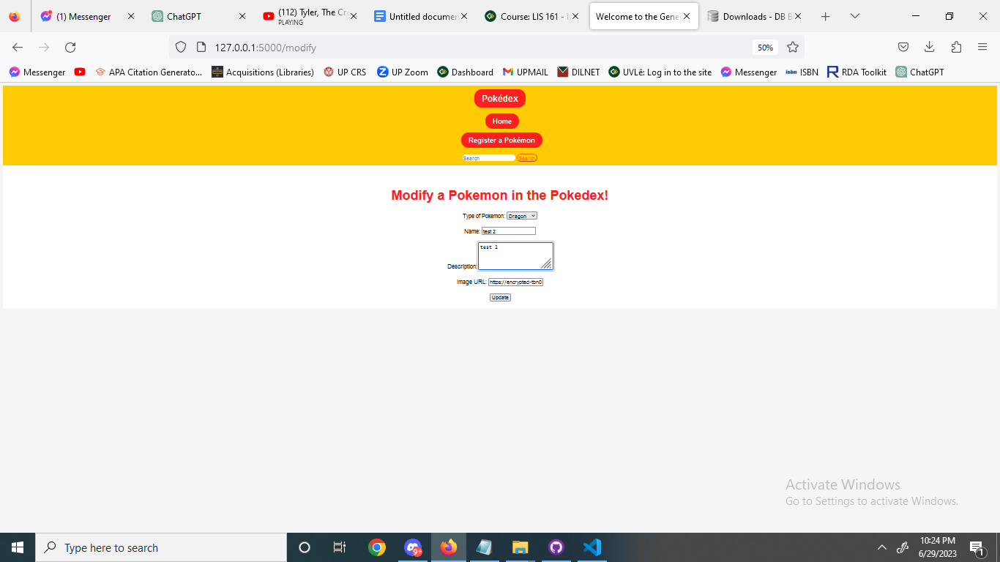 (1) Messenger
ChatGPT
(112) Tyler, The Cr
PLAYING
Untitled documen
Course: LIS 161 - I
Welcome to the Gene
Downloads - DB B
127.0.0.1:5000/modify
50%
Messenger
APA Citation Generato...
Acquisitions (Libraries)
UP CRS
UP Zoom
Dashboard
UPMAIL
DILNET
UVLê: Log in to the site
Messenger
isbn ISBN
RDA Toolkit
ChatGPT
Pokédex
Home
Register a Pokémon
Search Search
Modify a Pokemon in the Pokedex!
Type of Pokemon: Dragon
Name: test 2
test 2
Description:
Image URL: https://encrypted-tbn0
Update
Activate Windows
Go to Settings to activate Windows.
Type here to search
9+
10:24 PM
6/29/2023
1